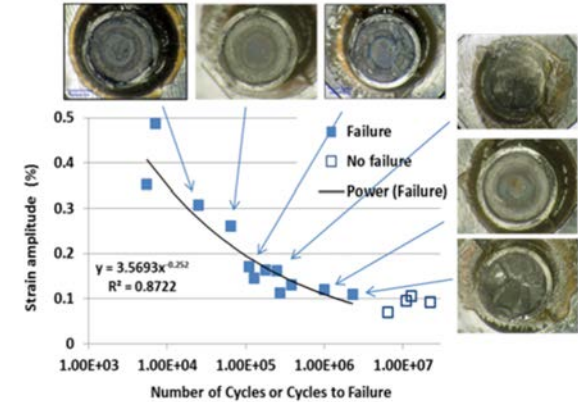 0.5
0.4
0.3
0.2
0.1
0
Strain amplitude (%)
Failure
No failure
Power (Failure)
y = 3.5693x^-0.252
R² = 0.8722
1.00E+03 1.00E+04 1.00E+05 1.00E+06 1.00E+07
Number of Cycles or Cycles to Failure